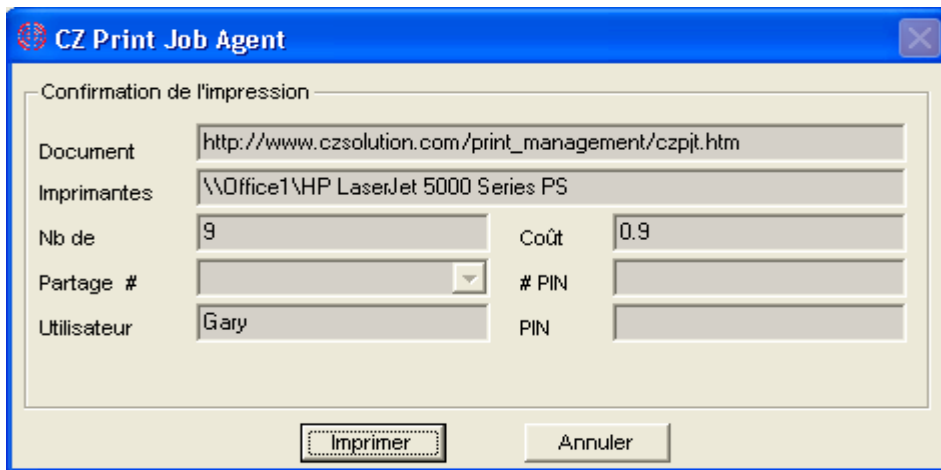 CZ Print Job Agent
Confirmation de l'impression
Document http://www.czsolution.com/print_management/czpjt.htm
Imprimantes \\Office1\HP LaserJet 5000 Series PS
Nb de 9 Coût 0.9
Partage # # PIN
Utilisateur Gary PIN
Imprimer Annuler